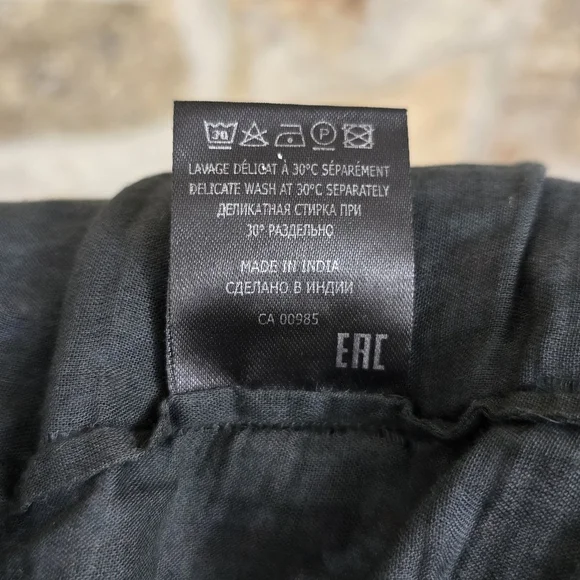 30 P
LAVAGE DÉLICAT À 30°C SÉPARÉMENT
DELICATE WASH AT 30°C SEPARATELY
ДЕЛИКАТНАЯ СТИРКА ПРИ
30° РАЗДЕЛЬНО
MADE IN INDIA
СДЕЛАНО В ИНДИИ
CA 00985
EAC